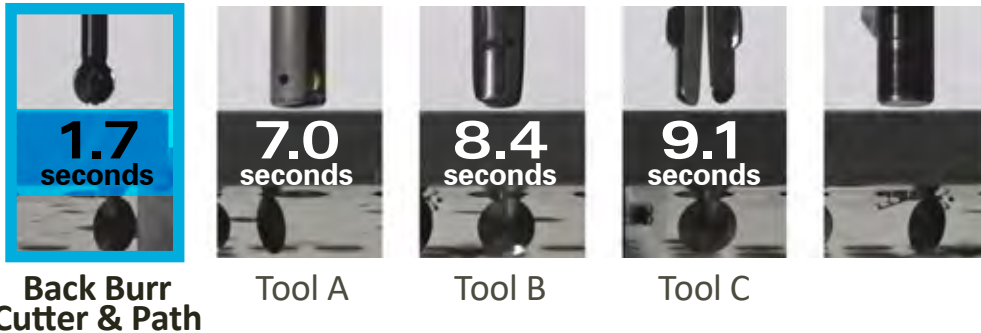 1.7
seconds
7.0
seconds
8.4
seconds
9.1
seconds
Back Burr
Cutter & Path
Tool A
Tool B
Tool C